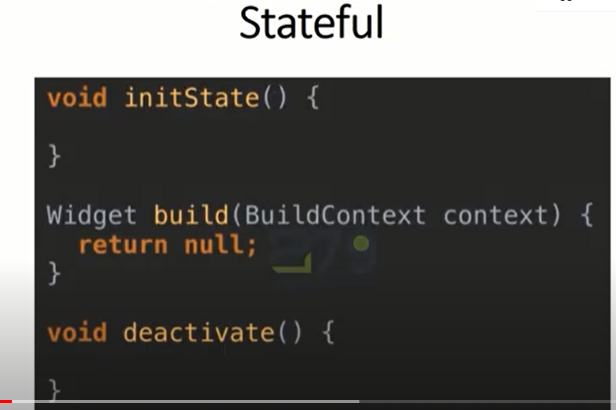 Stateful
void initState() {
}
Widget build(BuildContext context) {
return null;
}
void deactivate() {
}